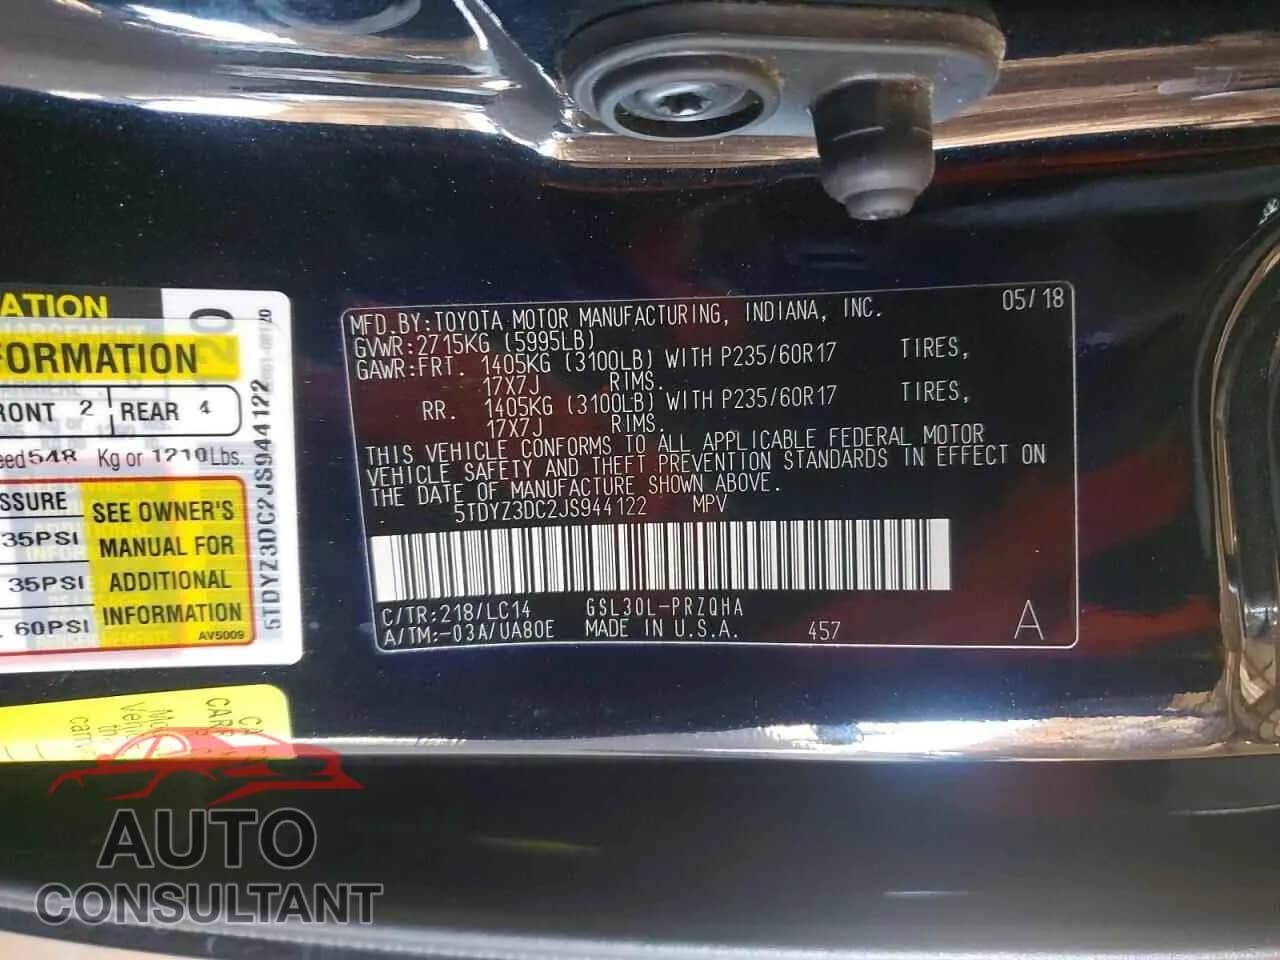 MFD.BY:TOYOTA MOTOR MANUFACTURING, INDIANA, INC. 05/18
GVWR:2715KG (5995LB)
GAWR:FRT. 1405KG (3100LB) WITH P235/60R17 TIRES,
17X7J RIMS.
RR. 1405KG (3100LB) WITH P235/60R17 TIRES,
17X7J RIMS.
THIS VEHICLE CONFORMS TO ALL APPLICABLE FEDERAL MOTOR
VEHICLE SAFETY AND THEFT PREVENTION STANDARDS IN EFFECT ON
THE DATE OF MANUFACTURE SHOWN ABOVE.
5TDYZ3DC2JS944122 MPV
C/TR:218/LC14 GSL30L-PRZQHA
A/TM:-03A/UA80E MADE IN U.S.A. 457 A
ATION
FORMATION
RONT 2 REAR 4
eed 548 Kg or 1210 Lbs.
SSURE
35PSI
35PSI
60PSI
SEE OWNER'S
MANUAL FOR
ADDITIONAL
INFORMATION
AV5009
5TDYZ3DC2JS944122
AUTO
CONSULTANT